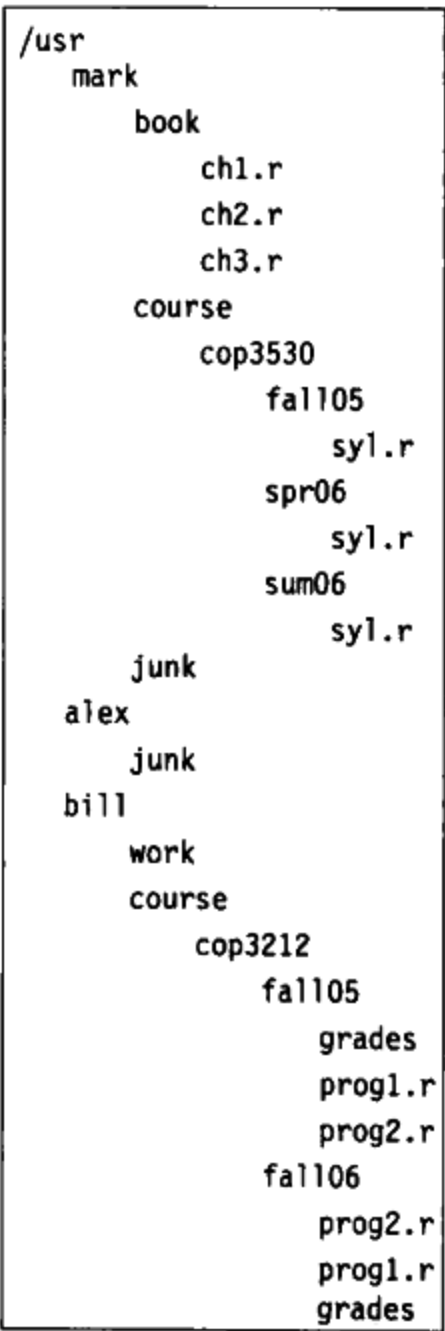 /usr
mark
book
ch1.r
ch2.r
ch3.r
course
cop3530
fall05
syl.r
spr06
syl.r
sum06
syl.r
junk
alex
junk
bill
work
course
cop3212
fall05
grades
prog1.r
prog2.r
fall06
prog2.r
prog1.r
grades